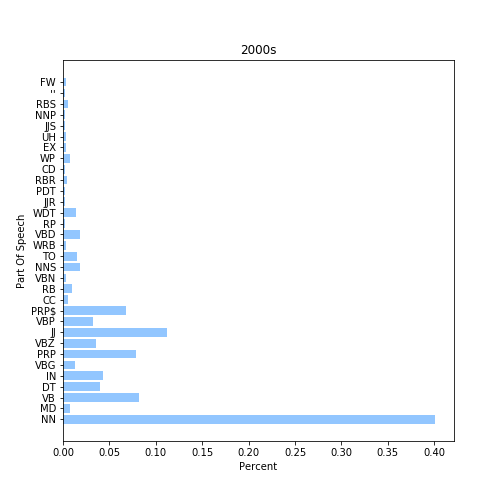 2000s
FW
''
RBS
NNP
JJS
UH
EX
WP
CD
RBR
PDT
JJR
WDT
RP
VBD
WRB
TO
NNS
VBN
RB
CC
PRP$
VBP
JJ
VBZ
PRP
VBG
IN
DT
VB
MD
NN
Part Of Speech
0.00 0.05 0.10 0.15 0.20 0.25 0.30 0.35 0.40
Percent